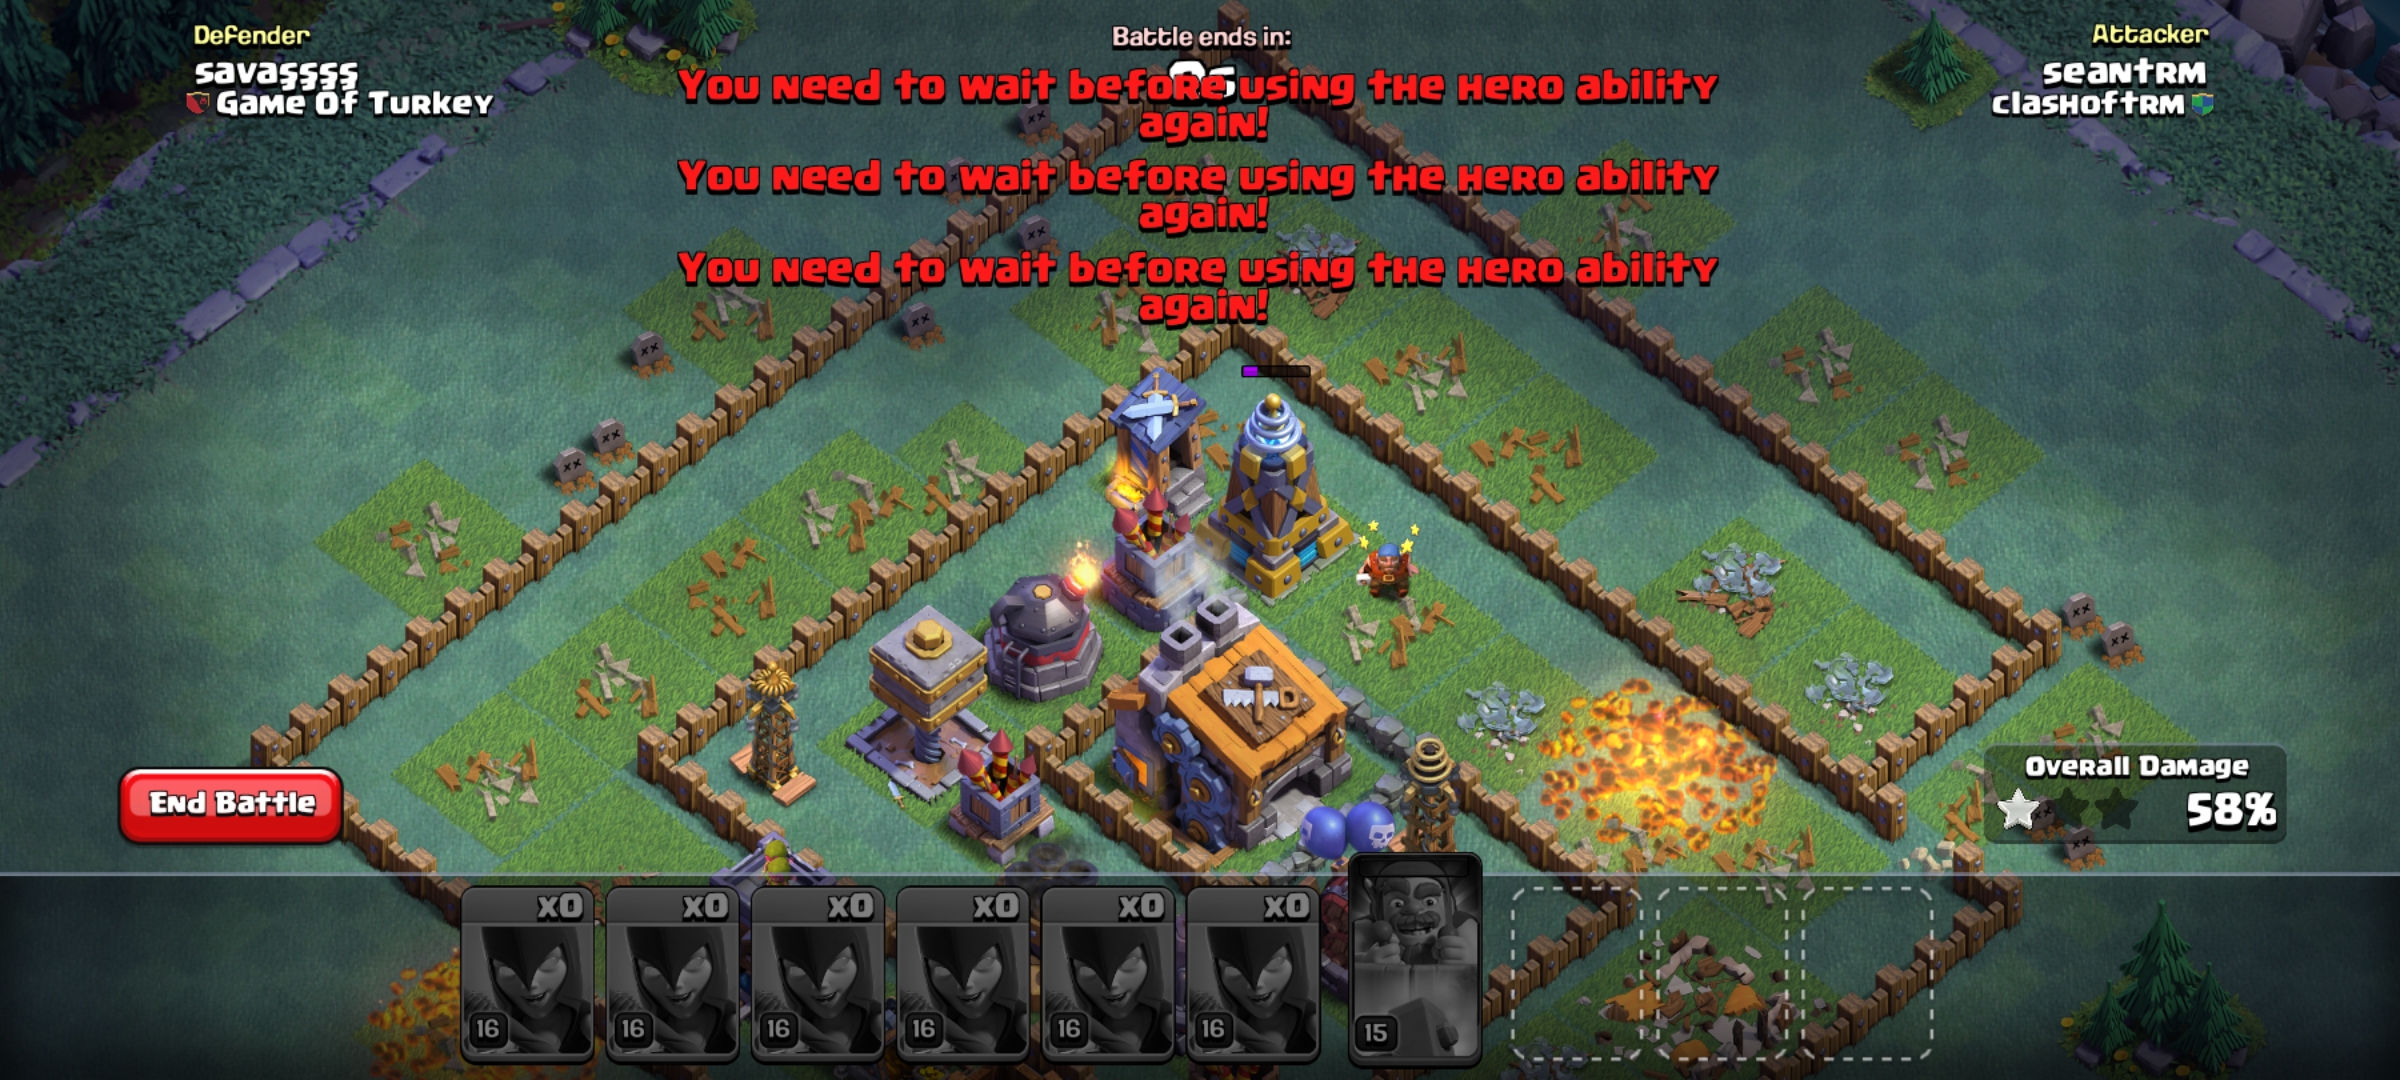 Defender
savaşşşş
Game Of Turkey
Battle ends in:
Attacker
seantRM
clashoftRM
You need to wait before using the Hero ability
again!
You need to wait before using the Hero ability
again!
You need to wait before using the Hero ability
again!
End Battle
Overall Damage
58%
x0
x0
x0
x0
x0
x0
16
16
16
16
16
16
15